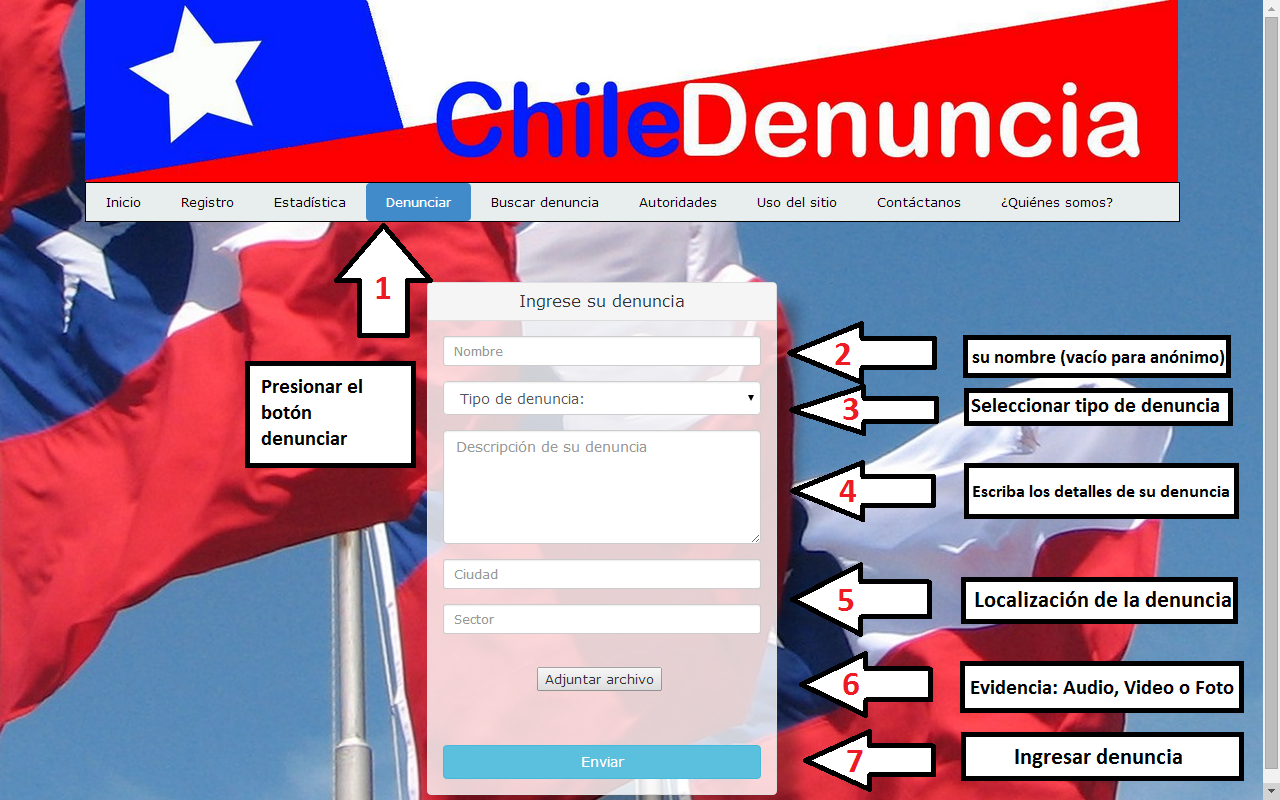 ChileDenuncia
Inicio Registro Estadística Denunciar Buscar denuncia Autoridades Uso del sitio Contáctanos ¿Quiénes somos?
1
Presionar el
botón
denunciar
Ingrese su denuncia
Nombre
2
su nombre (vacío para anónimo)
Tipo de denuncia:
3
Seleccionar tipo de denuncia
Descripción de su denuncia
4
Escriba los detalles de su denuncia
Ciudad
5
Localización de la denuncia
Sector
Adjuntar archivo
6
Evidencia: Audio, Video o Foto
Enviar
7
Ingresar denuncia